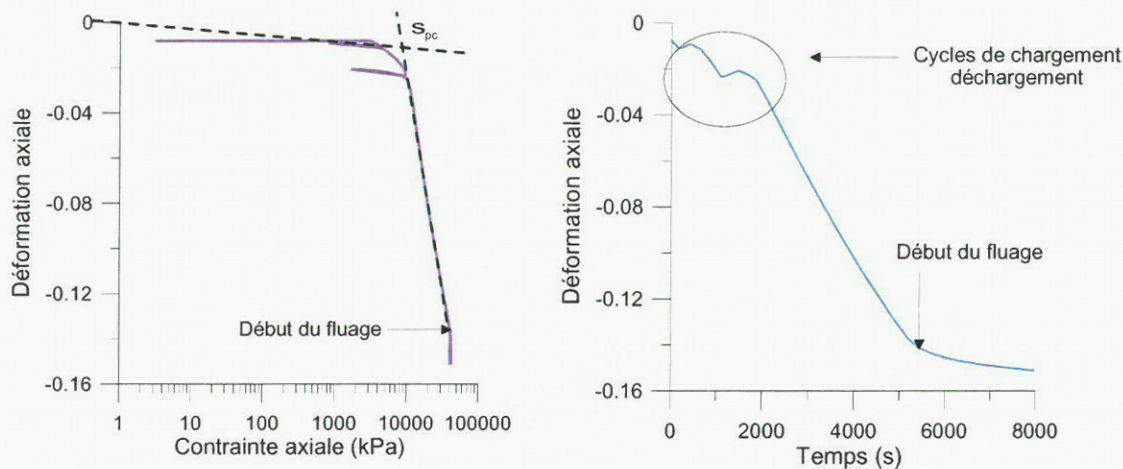 0
-0.04
-0.08
-0.12
-0.16
Déformation axiale
S pc
Début du fluage
1
10
100
1000
10000
100000
Contrainte axiale (kPa)
0
-0.04
-0.08
-0.12
-0.16
Déformation axiale
Cycles de chargement
déchargement
Début du fluage
0
2000
4000
6000
8000
Temps (s)